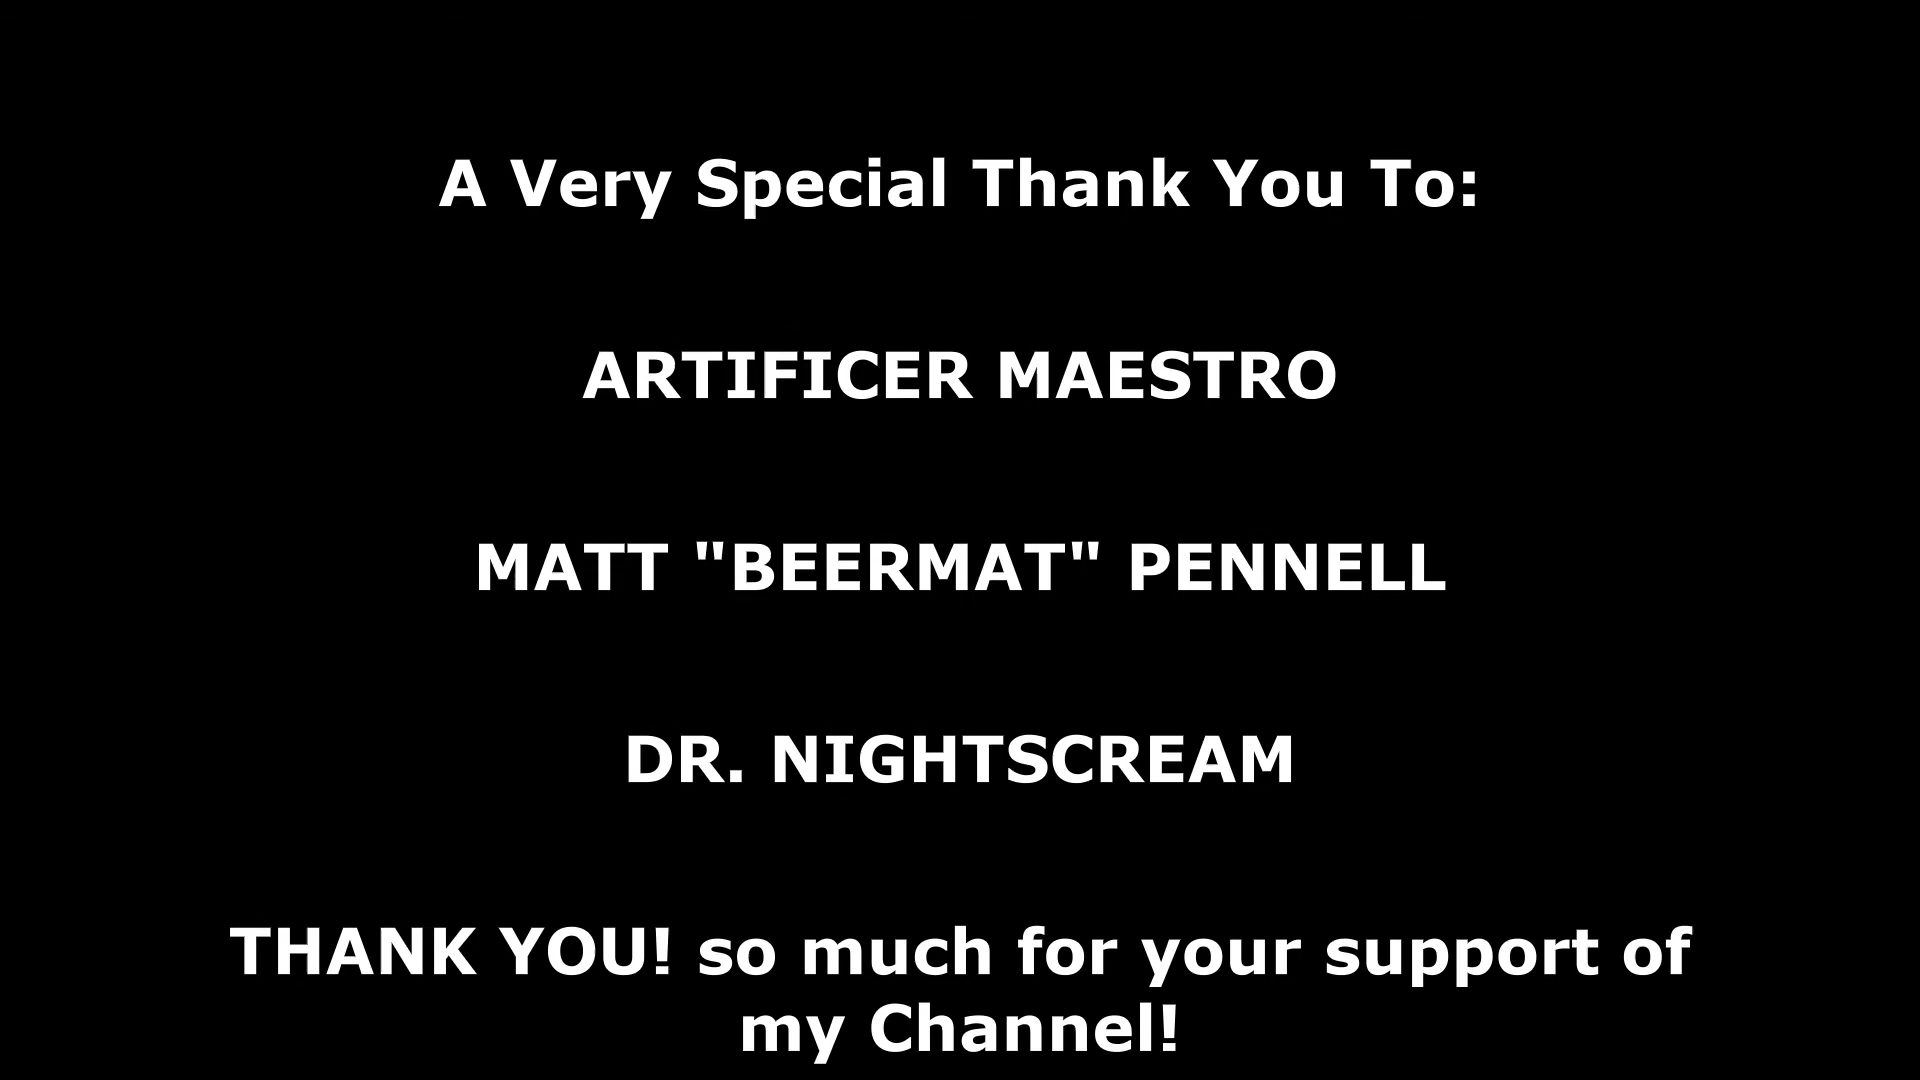 A Very Special Thank You To:
ARTIFICER MAESTRO
MATT "BEERMAT" PENNELL
DR. NIGHTSCREAM
THANK YOU! so much for your support of
my Channel!